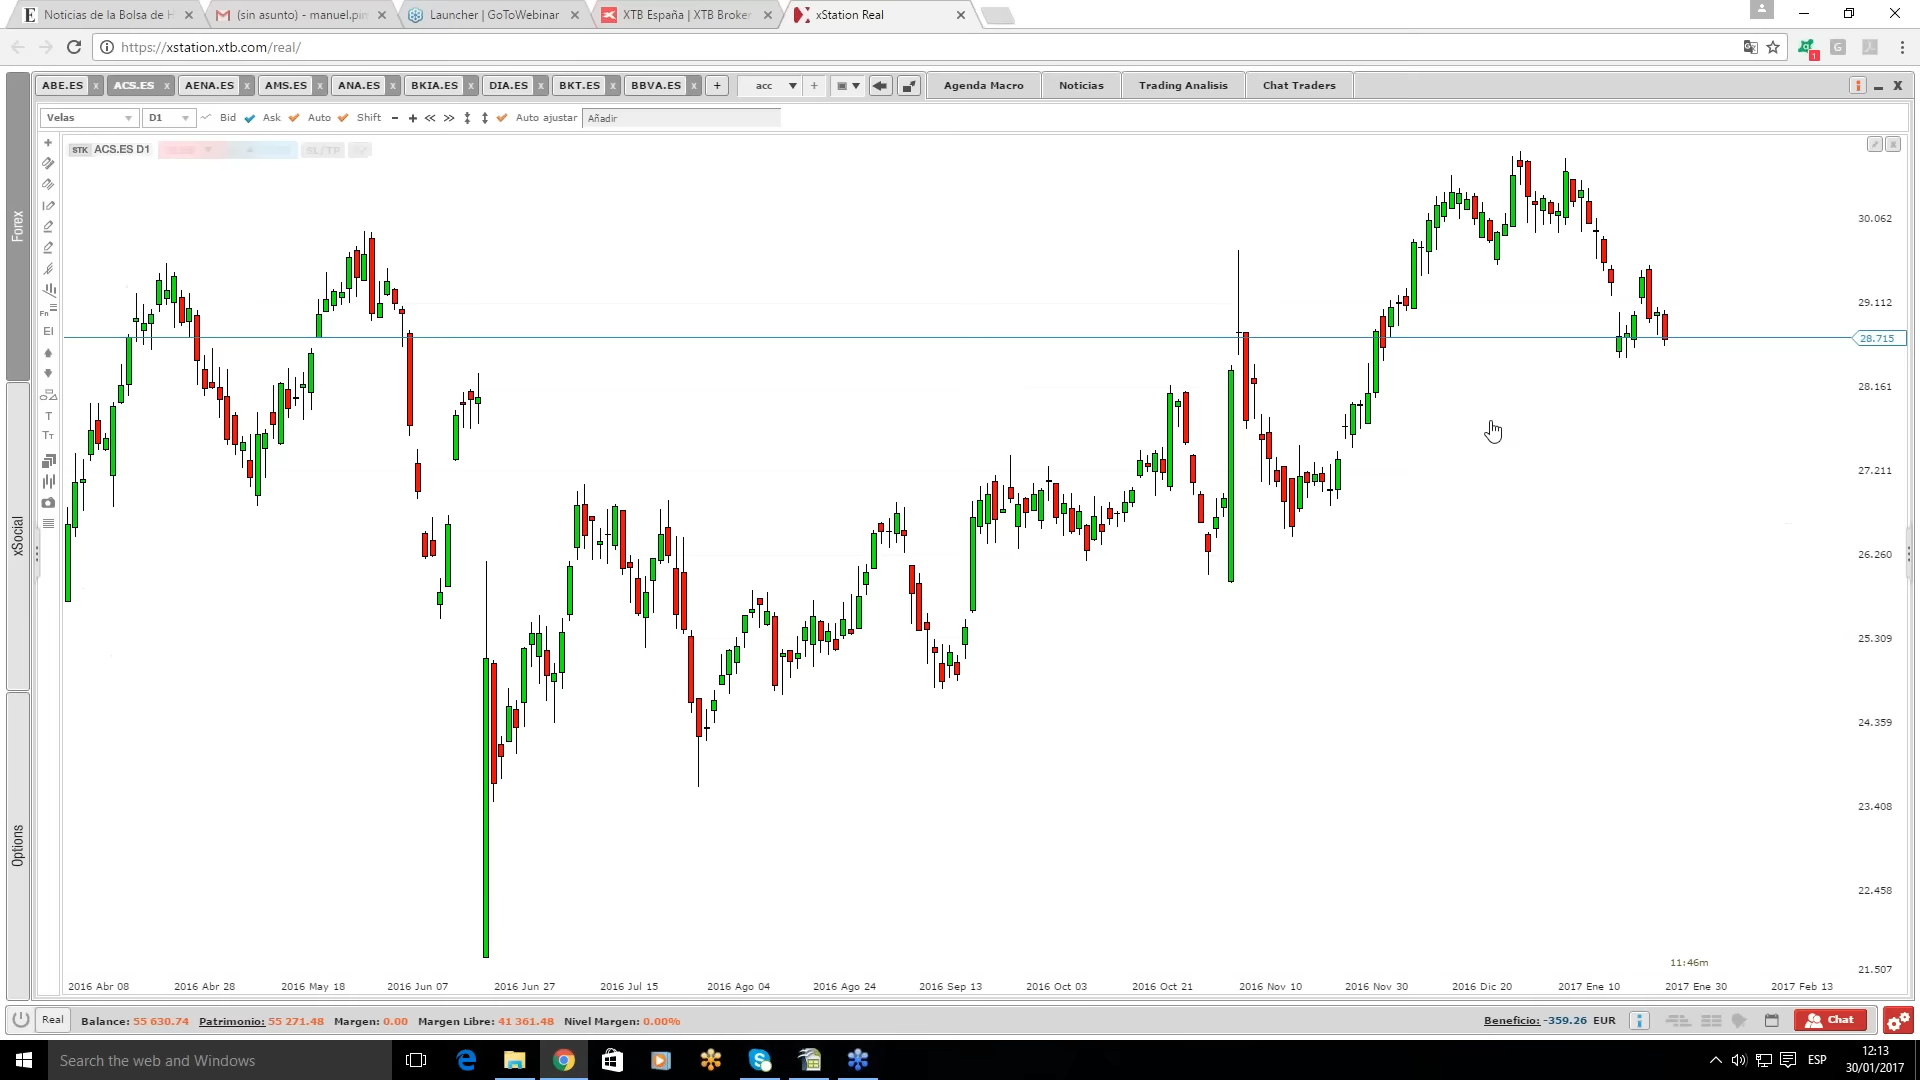 Noticias de la Bolsa de H
(sin asunto) - manuel.pin
Launcher | GoToWebinar
XTB España | XTB Broker
xStation Real
https://xstation.xtb.com/real/
ABE.ES x ACS.ES x AENA.ES x AMS.ES x ANA.ES x BKIA.ES x DIA.ES x BKT.ES x BBVA.ES x + acc + Agenda Macro Noticias Trading Analisis Chat Traders
Velas D1 Bid Ask Auto Shift - + Auto ajustar Añadir
STK ACS.ES D1 SL/TP
Forex
xSocial
Options
Fn
EI
T
TT
30.062
29.112
28.715
28.161
27.211
26.260
25.309
24.359
23.408
22.458
21.507
11:46m
2016 Abr 08 2016 Abr 28 2016 May 18 2016 Jun 07 2016 Jun 27 2016 Jul 15 2016 Ago 04 2016 Ago 24 2016 Sep 13 2016 Oct 03 2016 Oct 21 2016 Nov 10 2016 Nov 30 2016 Dic 20 2017 Ene 10 2017 Ene 30 2017 Feb 13
Real Balance: 55 630.74 Patrimonio: 55 271.48 Margen: 0.00 Margen Libre: 41 361.48 Nivel Margen: 0.00% Beneficio: -359.26 EUR Chat
Search the web and Windows
ESP
12:13
30/01/2017